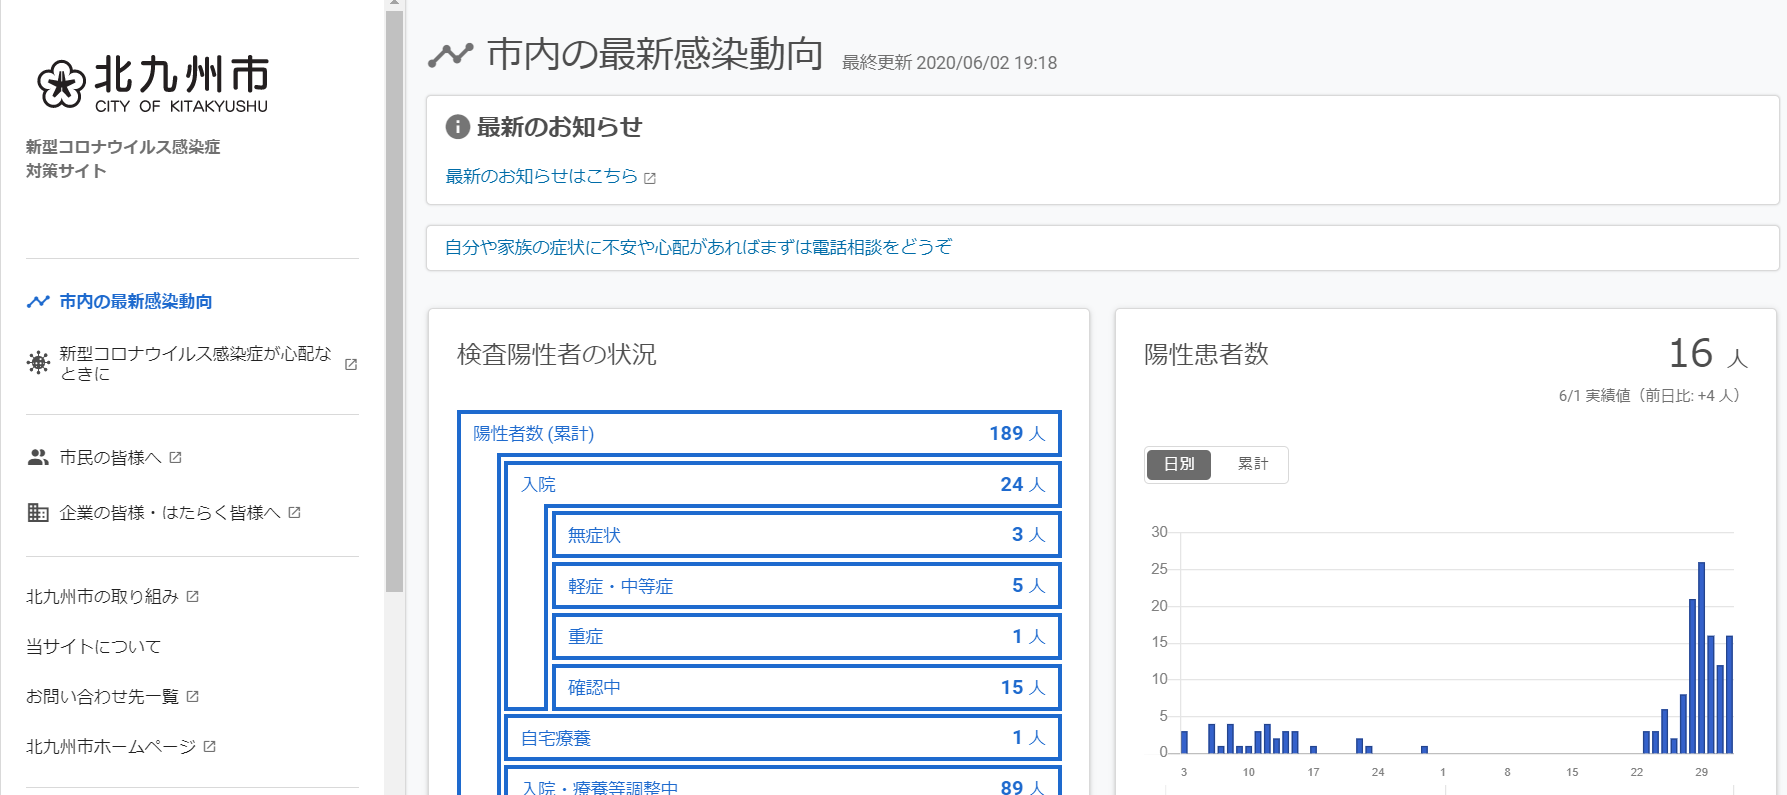 北九州市
CITY OF KITAKYUSHU
新型コロナウイルス感染症
対策サイト
市内の最新感染動向
新型コロナウイルス感染症が心配な
ときに
市民の皆様へ
企業の皆様・はたらく皆様へ
北九州市の取り組み
当サイトについて
お問い合わせ先一覧
北九州市ホームページ
市内の最新感染動向 最終更新 2020/06/02 19:18
最新のお知らせ
最新のお知らせはこちら
自分や家族の症状に不安や心配があればまずは電話相談をどうぞ
検査陽性者の状況
陽性者数 (累計) 189 人
入院 24 人
無症状 3 人
軽症・中等症 5 人
重症 1 人
確認中 15 人
自宅療養 1 人
入院・療養等調整中 89 人
陽性患者数 16 人
6/1 実績値（前日比: +4 人）
日別 累計
30
25
20
15
10
5
0
3 10 17 24 1 8 15 22 29